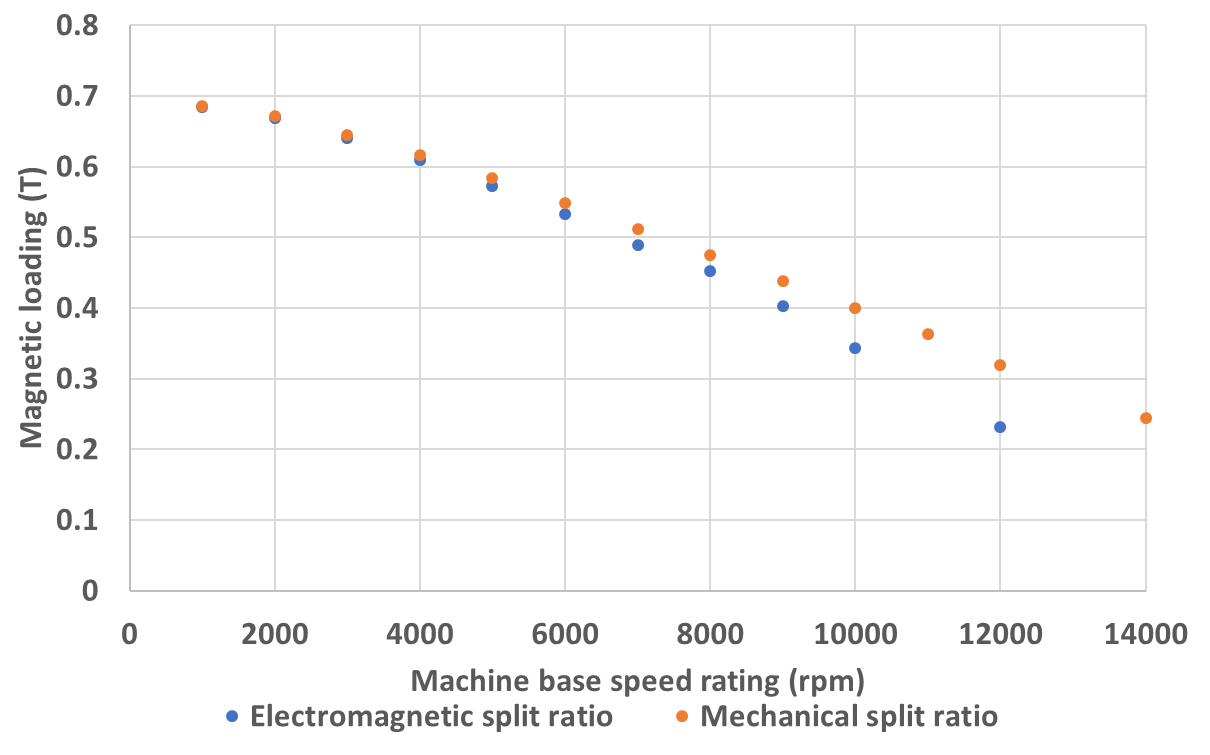 0.8
0.7
0.6
0.5
0.4
0.3
0.2
0.1
0
Magnetic loading (T)
0 2000 4000 6000 8000 10000 12000 14000
Machine base speed rating (rpm)
Electromagnetic split ratio Mechanical split ratio